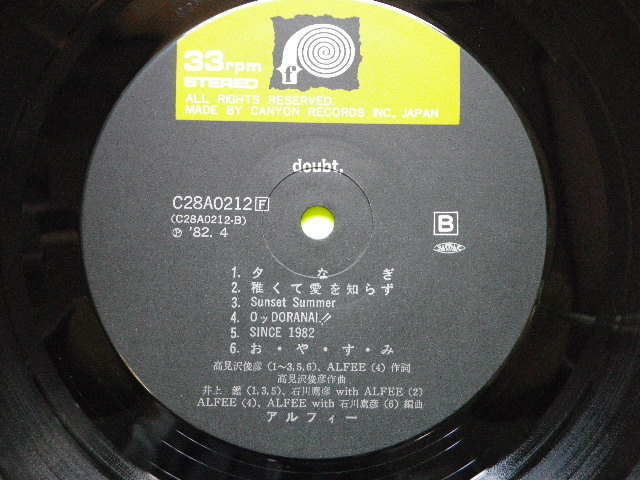 33rpm
STEREO
f
ALL RIGHTS RESERVED.
MADE BY CANYON RECORDS INC., JAPAN
doubt.
C28A0212 F
(C28A0212-B)
Ⓟ '82. 4
B
1. 夕なぎ
2. 稚くて愛を知らず
3 Sunset Summer
4. OッDORANAI.!!
5 SINCE 1982
6. お・や・す・み
高見沢俊彦 (1〜3,5,6)、ALFEE (4) 作詞
高見沢俊彦作曲
井上 鑑 (1,3,5)、石川鷹彦 with ALFEE (2)
ALFEE (4)、ALFEE with 石川鷹彦 (6) 編曲
アルフィー